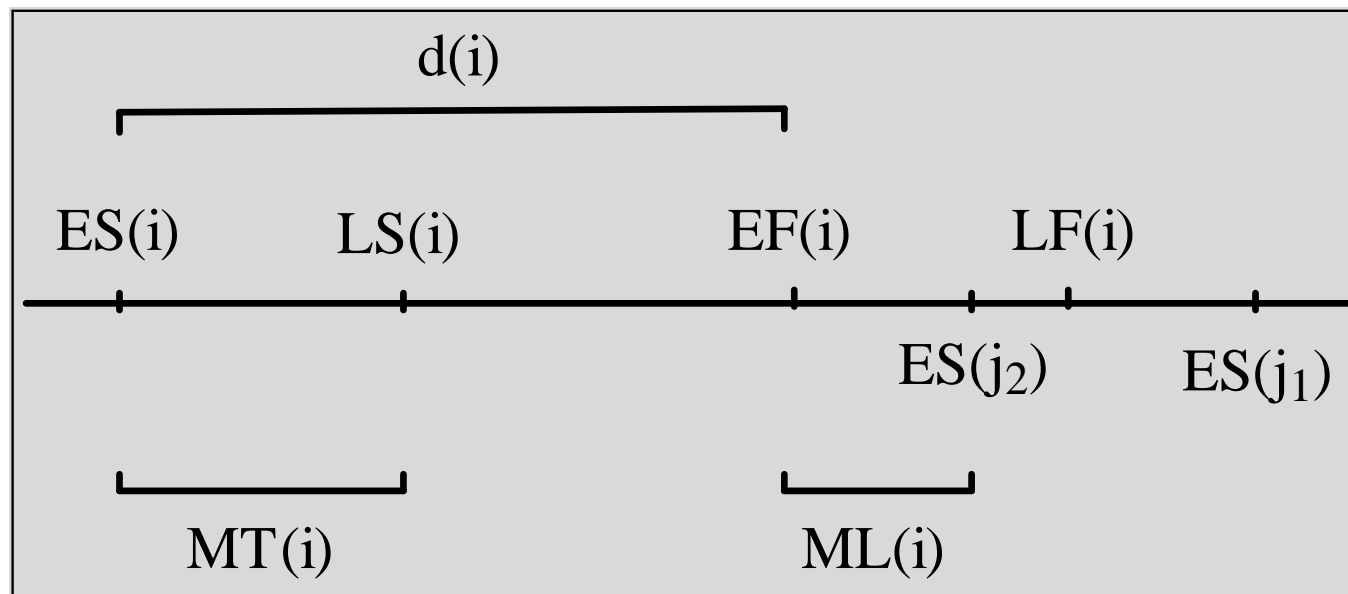 d(i)
ES(i) LS(i) EF(i) LF(i)
ES(j₂) ES(j₁)
MT(i) ML(i)